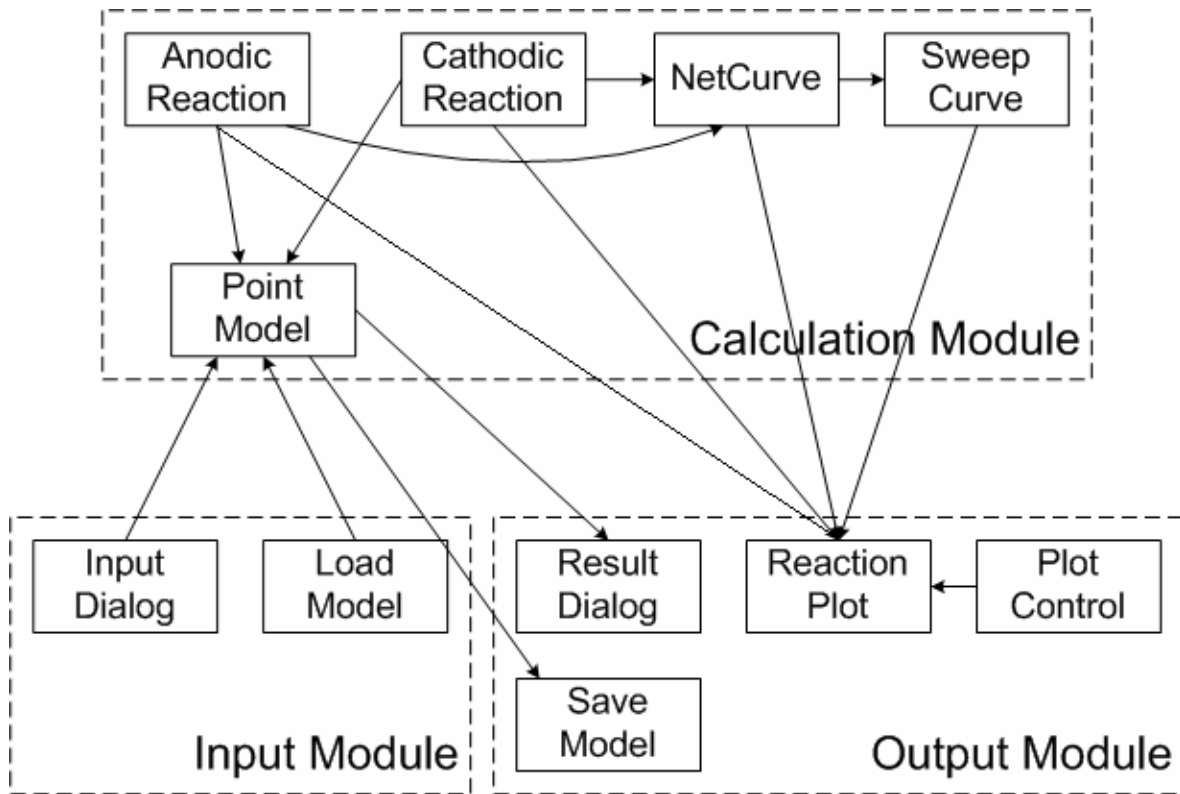 Anodic
Reaction
Cathodic
Reaction
NetCurve
Sweep
Curve
Point
Model
Calculation Module
Input
Dialog
Load
Model
Input Module
Result
Dialog
Reaction
Plot
Plot
Control
Save
Model
Output Module